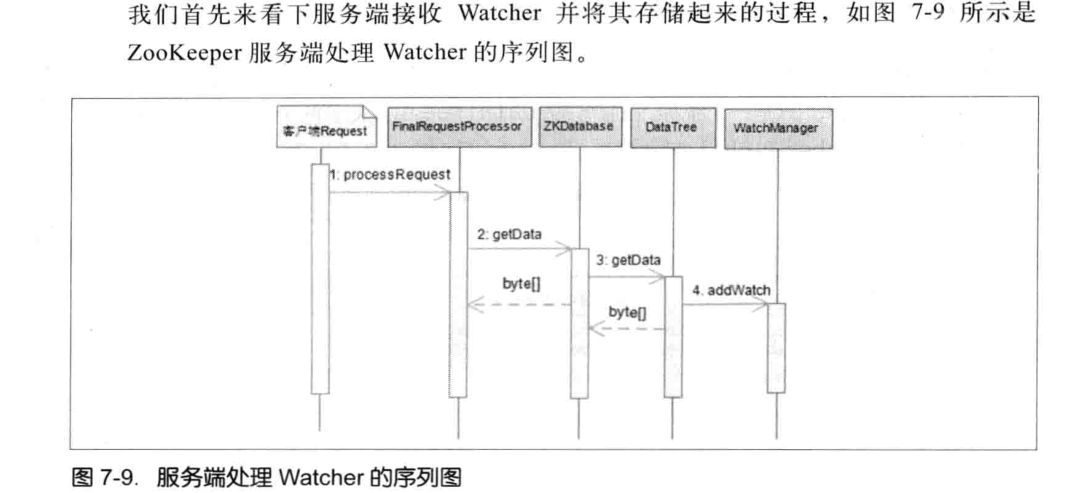 我们首先来看下服务端接收 Watcher 并将其存储起来的过程，如图 7-9 所示是
ZooKeeper 服务端处理 Watcher 的序列图。
客户端Request
FinalRequestProcessor
ZKDatabase
DataTree
WatchManager
1: processRequest
2: getData
3: getData
byte[]
4. addWatch
byte[]
图 7-9. 服务端处理 Watcher 的序列图